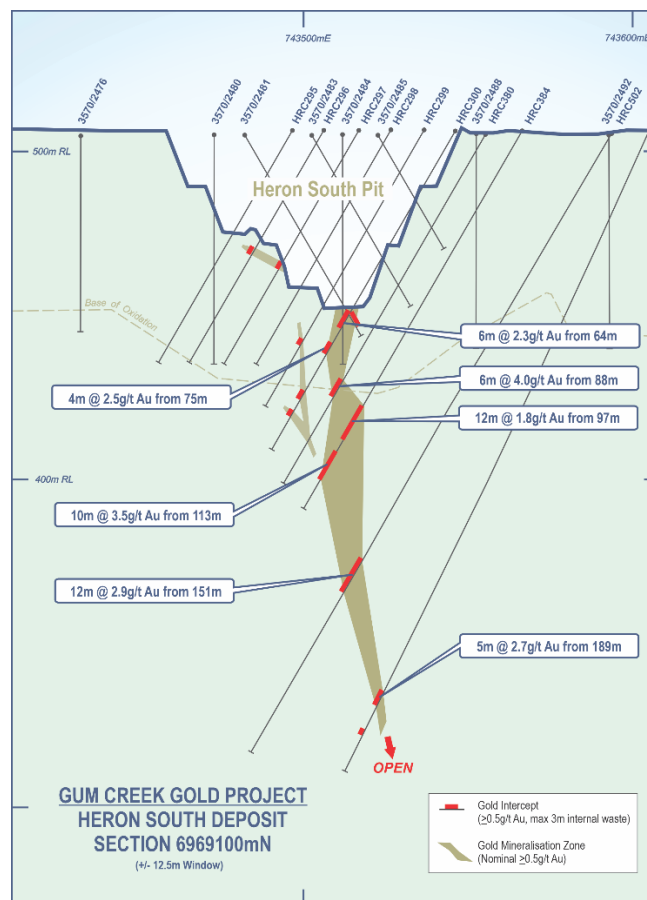 743500mE
743600mE
3570/2476
3570/2480
3570/2481
HRC295
3570/2483
HRC296
3570/2484
HRC297
3570/2485
HRC298
HRC299
HRC300
3570/2488
HRC380
HRC384
3570/2492
HRC502
500m RL
Heron South Pit
Base of Oxidation
6m @ 2.3g/t Au from 64m
6m @ 4.0g/t Au from 88m
4m @ 2.5g/t Au from 75m
12m @ 1.8g/t Au from 97m
400m RL
10m @ 3.5g/t Au from 113m
12m @ 2.9g/t Au from 151m
5m @ 2.7g/t Au from 189m
OPEN
GUM CREEK GOLD PROJECT
HERON SOUTH DEPOSIT
SECTION 6969100mN
(+/- 12.5m Window)
Gold Intercept
(≥0.5g/t Au, max 3m internal waste)
Gold Mineralisation Zone
(Nominal ≥0.5g/t Au)